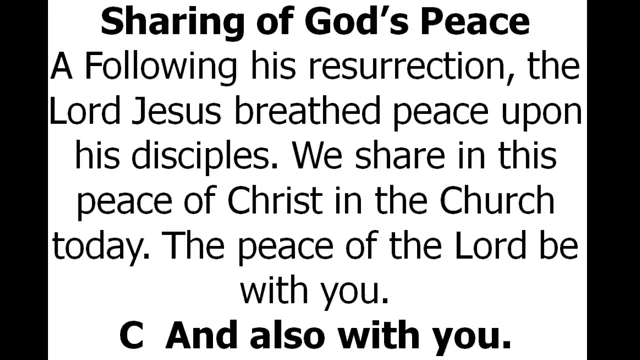 Sharing of God’s Peace
A Following his resurrection, the
Lord Jesus breathed peace upon
his disciples. We share in this
peace of Christ in the Church
today. The peace of the Lord be
with you.
C  And also with you.